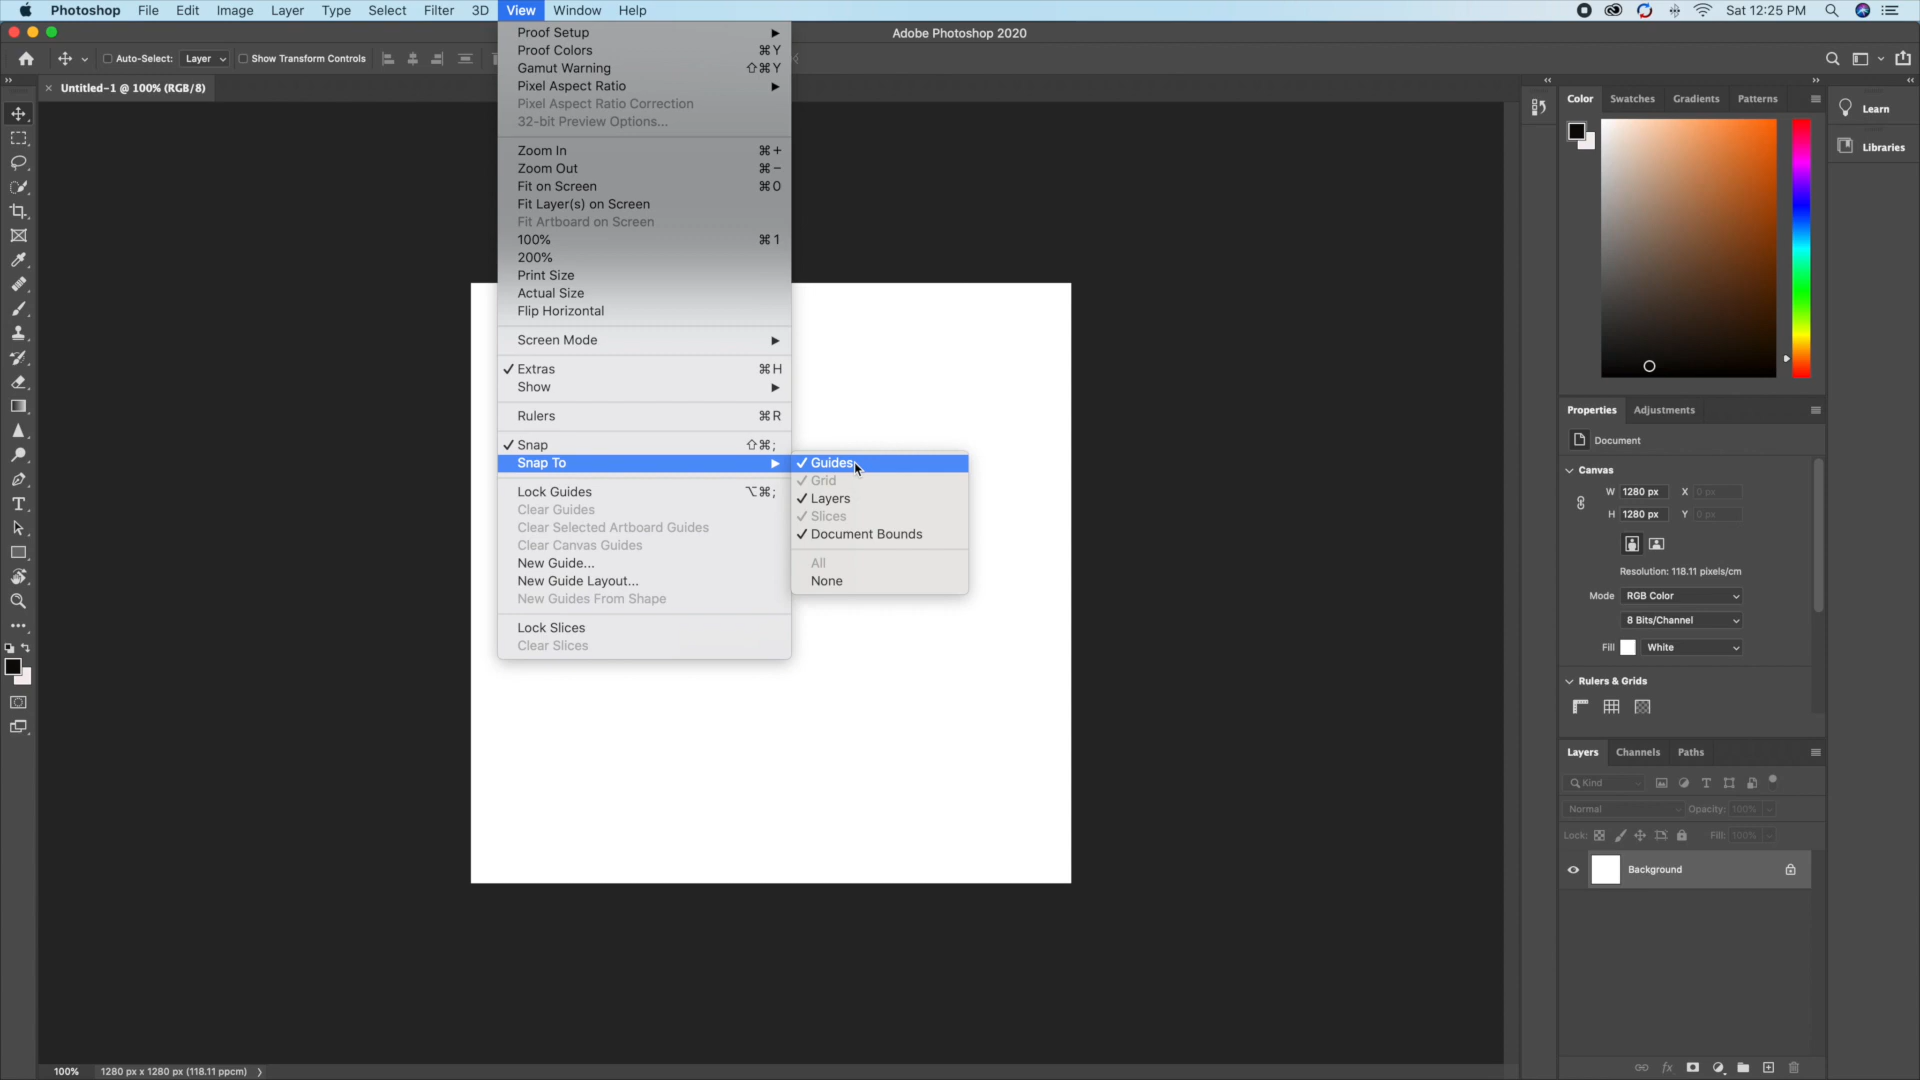 Photoshop File Edit Image Layer Type Select Filter 3D View Window Help
Sat 12:25 PM
Adobe Photoshop 2020
Auto-Select: Layer Show Transform Controls
Untitled-1 @ 100% (RGB/8)
Proof Setup
Proof Colors ⌘Y
Gamut Warning ⇧⌘Y
Pixel Aspect Ratio
Pixel Aspect Ratio Correction
32-bit Preview Options...
Zoom In ⌘+
Zoom Out ⌘−
Fit on Screen ⌘0
Fit Layer(s) on Screen
Fit Artboard on Screen
100% ⌘1
200%
Print Size
Actual Size
Flip Horizontal
Screen Mode
✓ Extras ⌘H
Show
Rulers ⌘R
✓ Snap ⇧⌘;
Snap To
Lock Guides ⌥⌘;
Clear Guides
Clear Selected Artboard Guides
Clear Canvas Guides
New Guide...
New Guide Layout...
New Guides From Shape
Lock Slices
Clear Slices
✓ Guides
✓ Grid
✓ Layers
✓ Slices
✓ Document Bounds
All
None
Color Swatches Gradients Patterns
Learn
Libraries
Properties Adjustments
Document
Canvas
W 1280 px X 0 px
H 1280 px Y 0 px
Resolution: 118.11 pixels/cm
Mode RGB Color
8 Bits/Channel
Fill White
Rulers & Grids
Layers Channels Paths
Kind
Normal Opacity: 100%
Lock: Fill: 100%
Background
fx
100% 1280 px x 1280 px (118.11 ppcm)